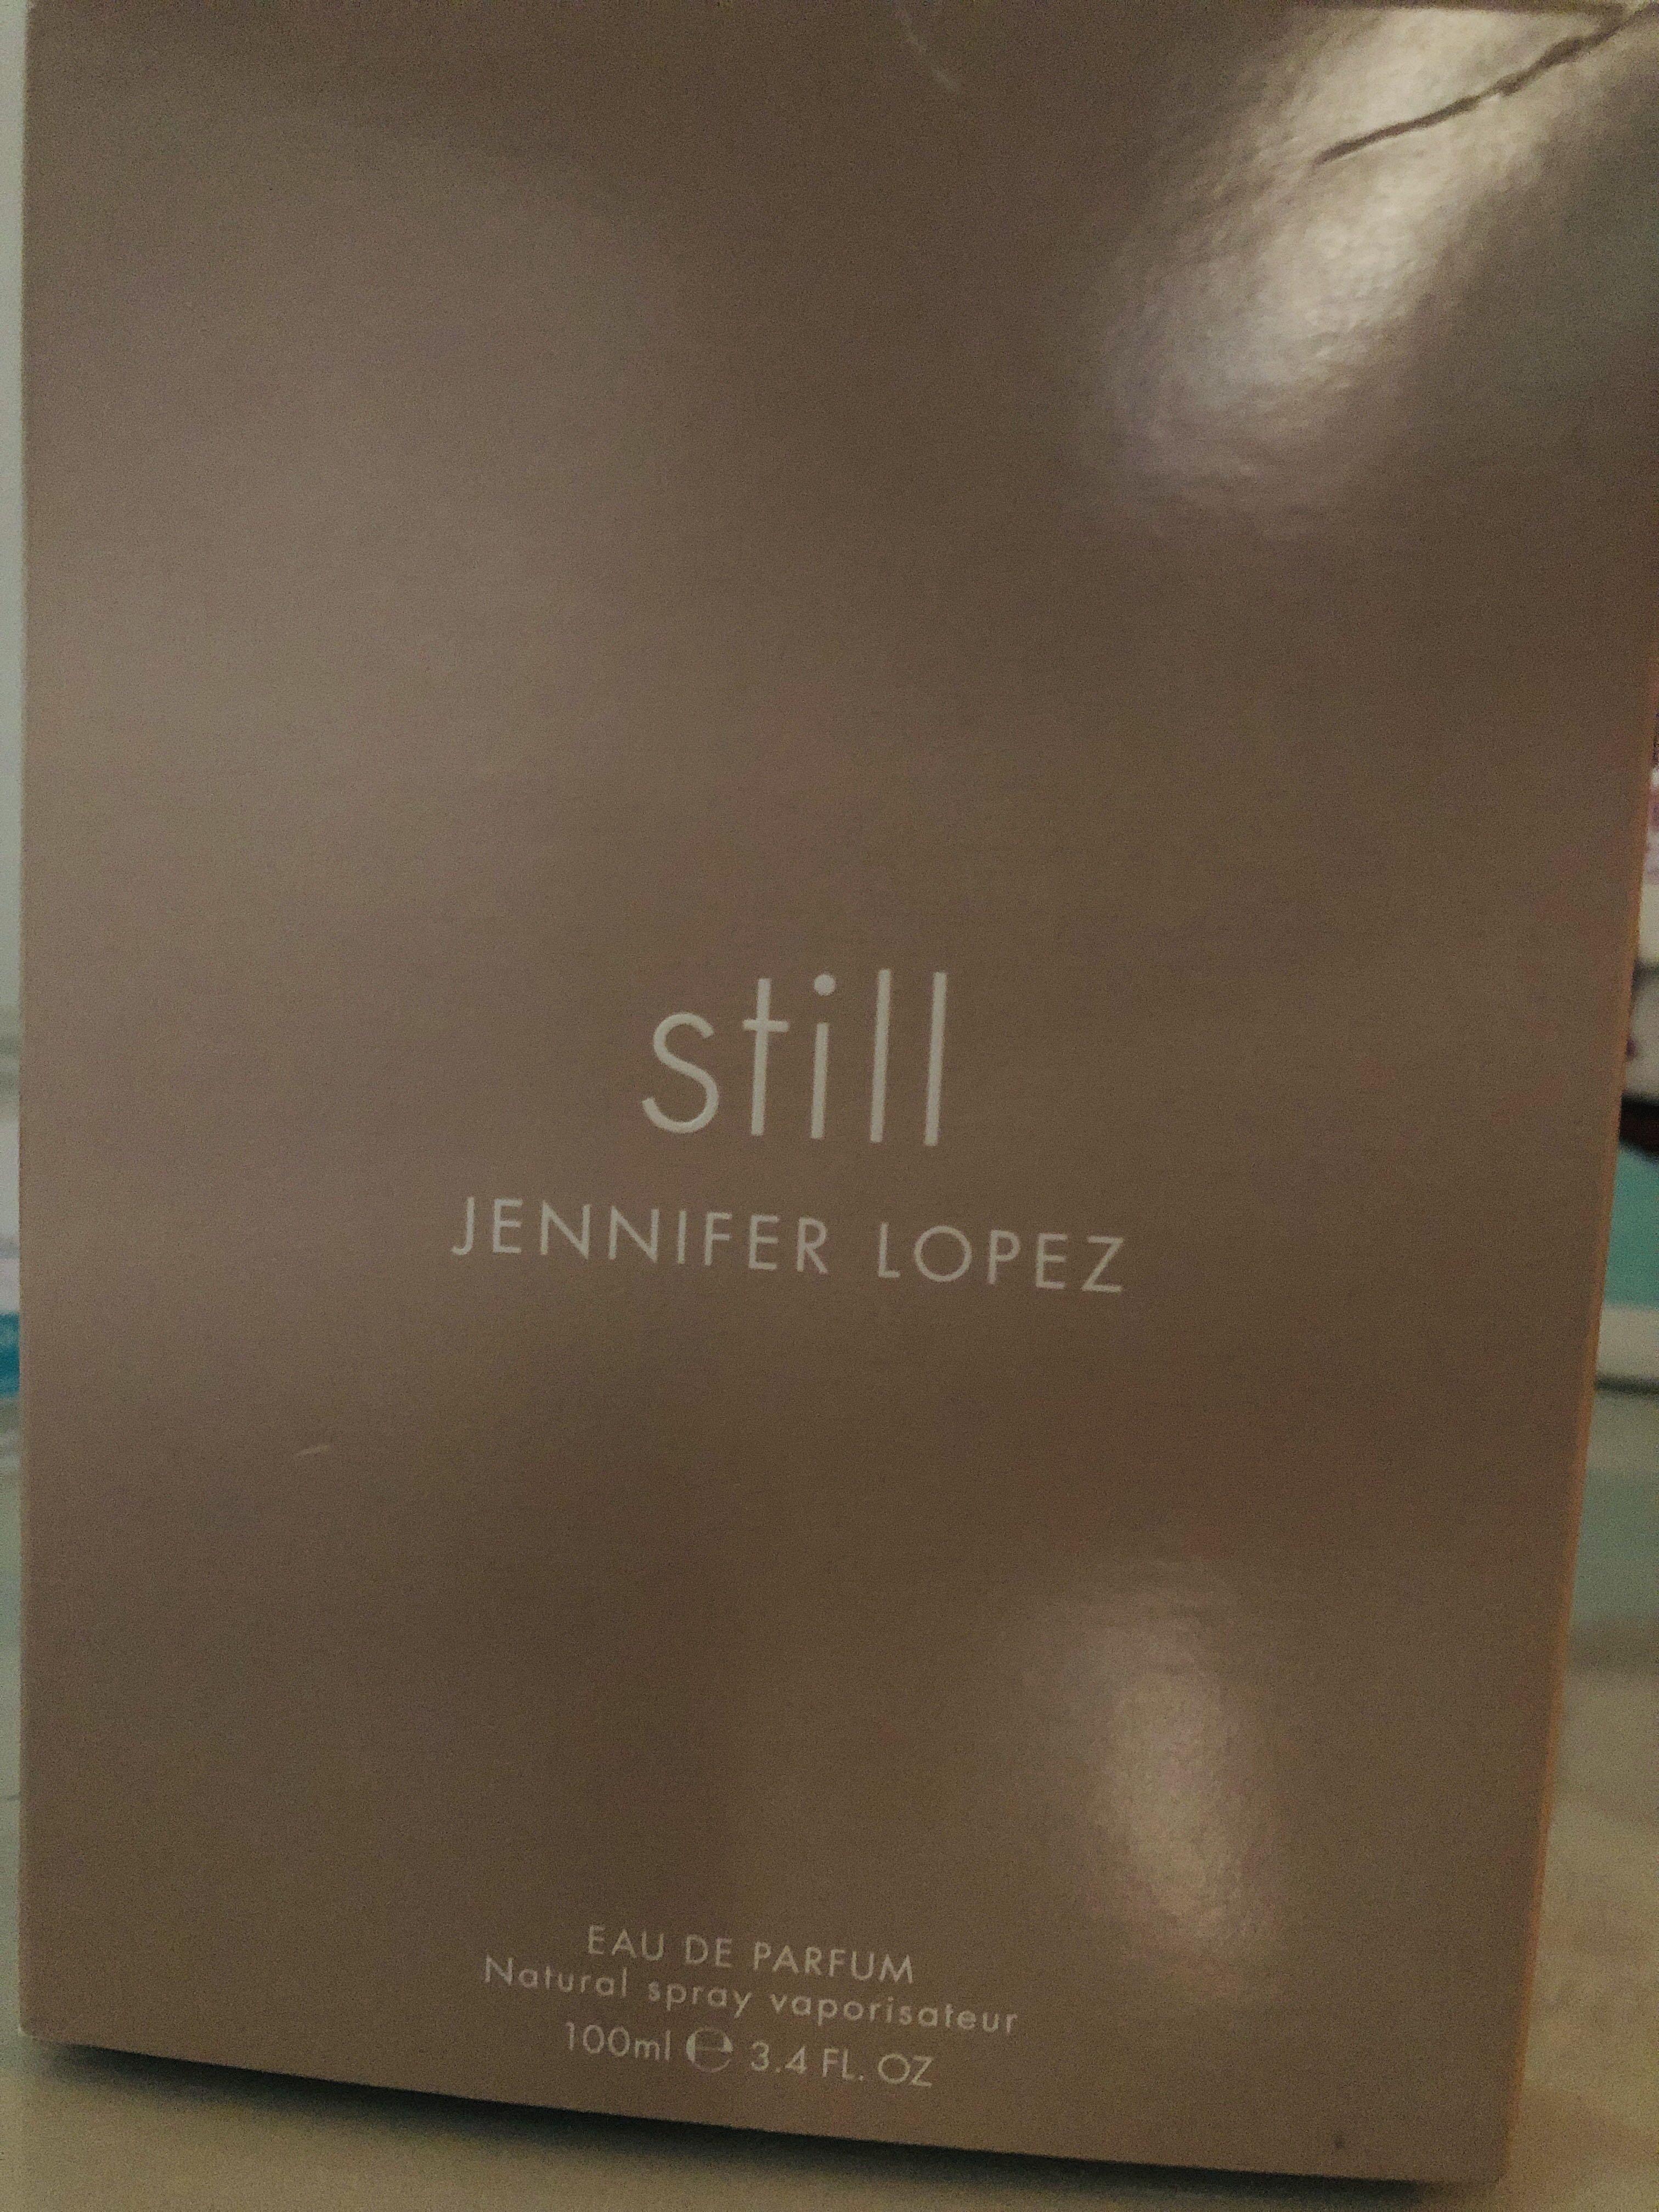 still
JENNIFER LOPEZ
EAU DE PARFUM
Natural spray vaporisateur
100ml ℮ 3.4 FL. OZ